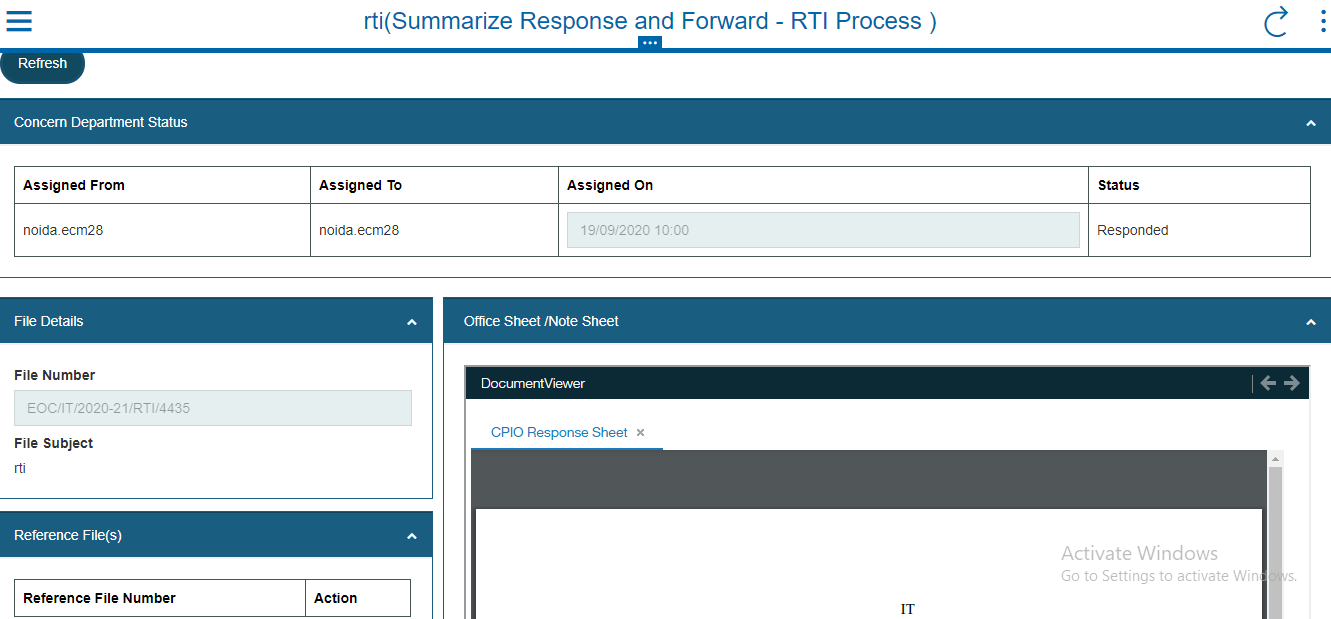 rti(Summarize Response and Forward - RTI Process )
Refresh
Concern Department Status
Assigned From Assigned To Assigned On Status
noida.ecm28 noida.ecm28 19/09/2020 10:00 Responded
File Details
File Number
EOC/IT/2020-21/RTI/4435
File Subject
rti
Reference File(s)
Reference File Number Action
Office Sheet /Note Sheet
DocumentViewer
CPIO Response Sheet ×
IT
Activate Windows
Go to Settings to activate Windows.